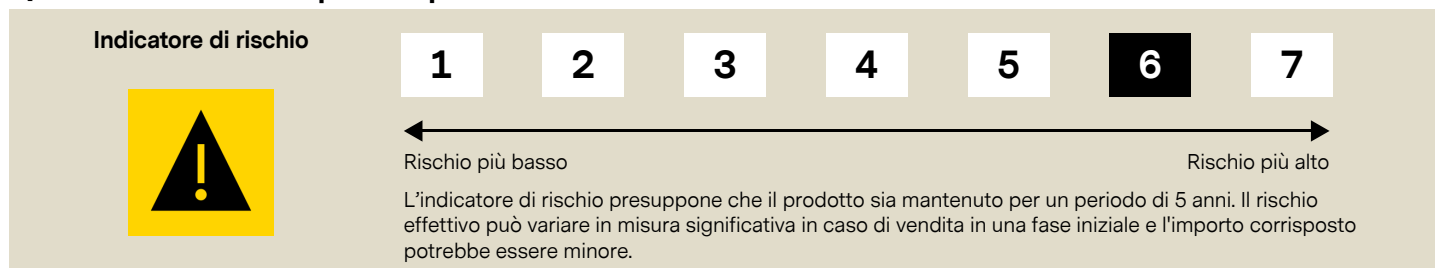 Indicatore di rischio
1 2 3 4 5 6 7
Rischio più basso Rischio più alto
L'indicatore di rischio presuppone che il prodotto sia mantenuto per un periodo di 5 anni. Il rischio
effettivo può variare in misura significativa in caso di vendita in una fase iniziale e l'importo corrisposto
potrebbe essere minore.